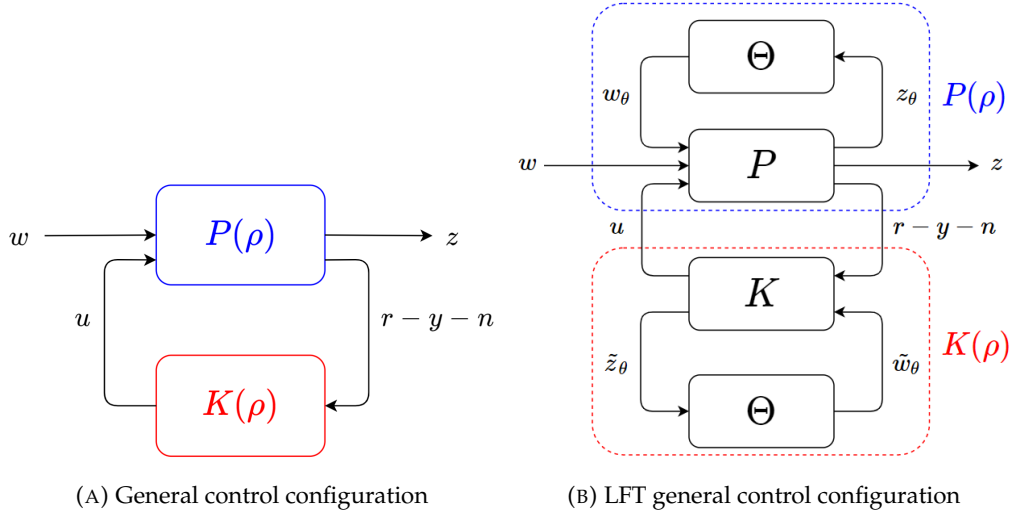 w
P(ρ)
z
u
r − y − n
K(ρ)
(A) General control configuration
Θ
w_θ
z_θ
P(ρ)
w
P
z
u
r − y − n
K
z̃_θ
w̃_θ
K(ρ)
Θ
(B) LFT general control configuration